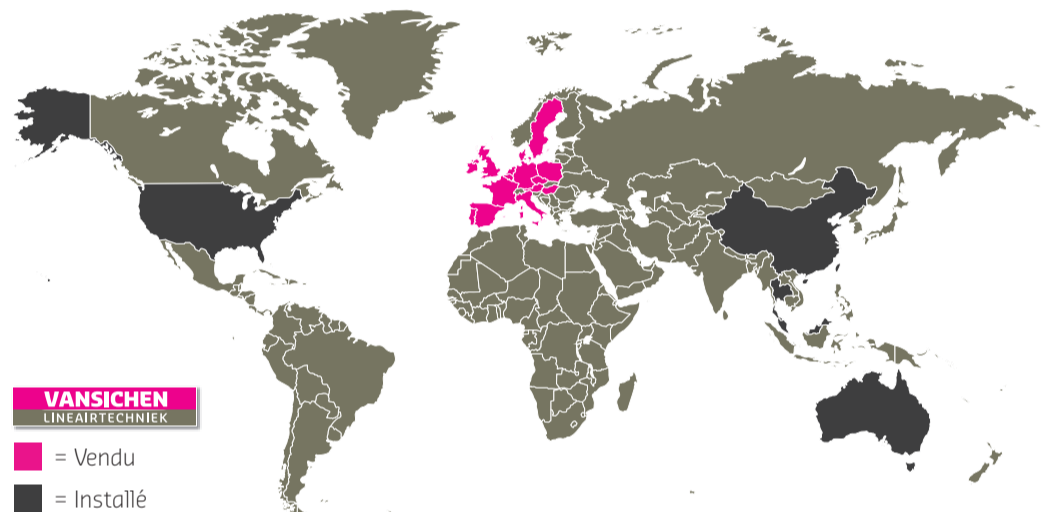 VANSICHEN
LINEAIRTECHNIEK
= Vendu
= Installé